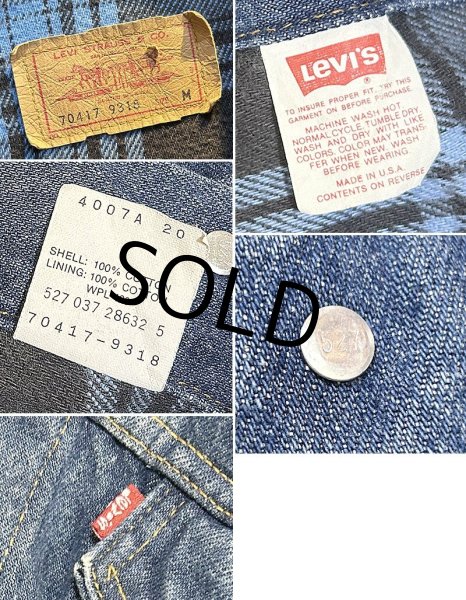 LEVI STRAUSS & CO.
70417 9318 M
Levi's
TO INSURE PROPER FIT, TRY THIS
GARMENT ON BEFORE PURCHASE.
MACHINE WASH HOT
NORMAL CYCLE, TUMBLE DRY
WASH AND DRY WITH LIKE
COLORS. COLOR MAY TRANS-
FER WHEN NEW. WASH
BEFORE WEARING.
MADE IN U.S.A.
CONTENTS ON REVERSE
4007A 20
SHELL: 100% COTTON
LINING: 100% COTTON
WPL
527 037 28632 5
70417-9318
SOLD
527
LEVI'S